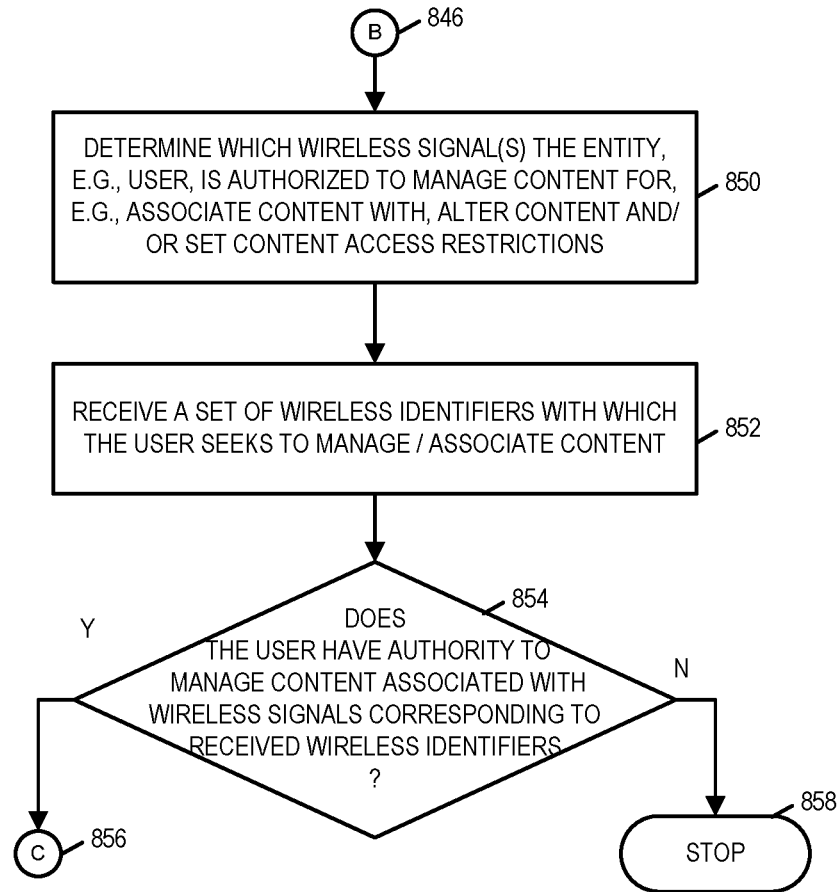 B
846
DETERMINE WHICH WIRELESS SIGNAL(S) THE ENTITY,
E.G., USER, IS AUTHORIZED TO MANAGE CONTENT FOR,
E.G., ASSOCIATE CONTENT WITH, ALTER CONTENT AND/
OR SET CONTENT ACCESS RESTRICTIONS
850
RECEIVE A SET OF WIRELESS IDENTIFIERS WITH WHICH
THE USER SEEKS TO MANAGE / ASSOCIATE CONTENT
852
854
DOES
THE USER HAVE AUTHORITY TO
MANAGE CONTENT ASSOCIATED WITH
WIRELESS SIGNALS CORRESPONDING TO
RECEIVED WIRELESS IDENTIFIERS
?
Y
N
C
856
858
STOP